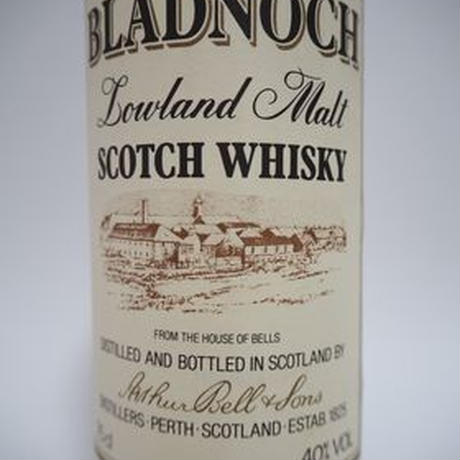 BLADNOCH
Lowland Malt
SCOTCH WHISKY
FROM THE HOUSE OF BELLS
DISTILLED AND BOTTLED IN SCOTLAND BY
Arthur Bell & Sons
DISTILLERS · PERTH · SCOTLAND · ESTAB 1825
40% VOL